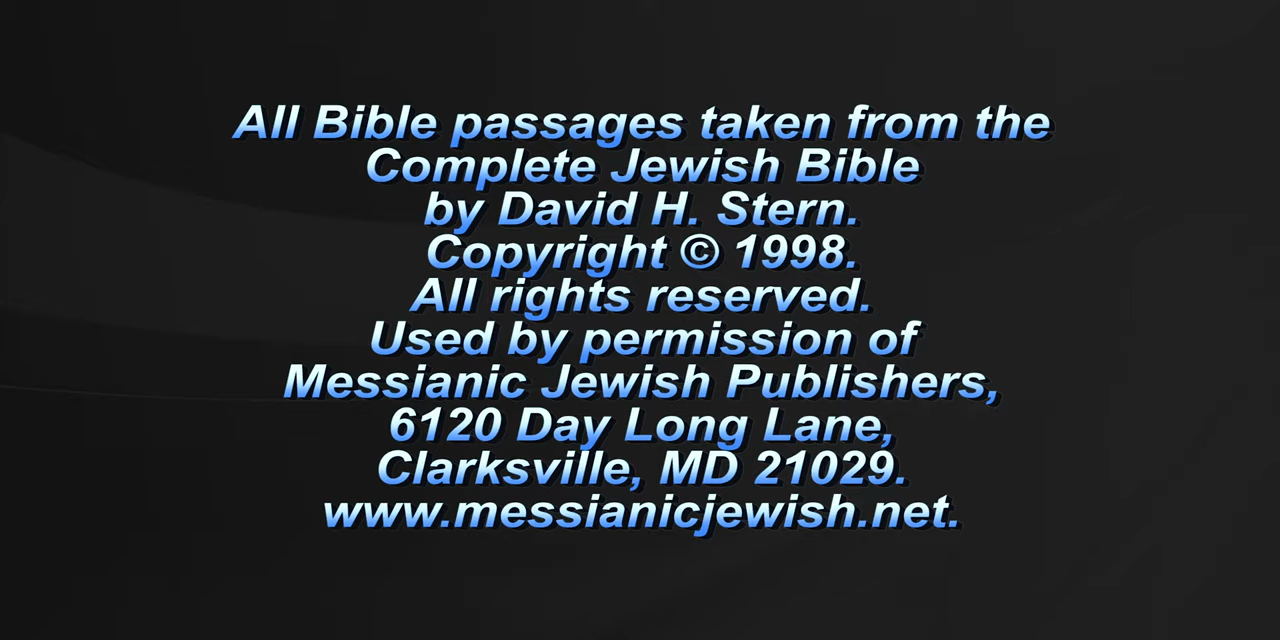 All Bible passages taken from the
Complete Jewish Bible
by David H. Stern.
Copyright © 1998.
All rights reserved.
Used by permission of
Messianic Jewish Publishers,
6120 Day Long Lane,
Clarksville, MD 21029.
www.messianicjewish.net.